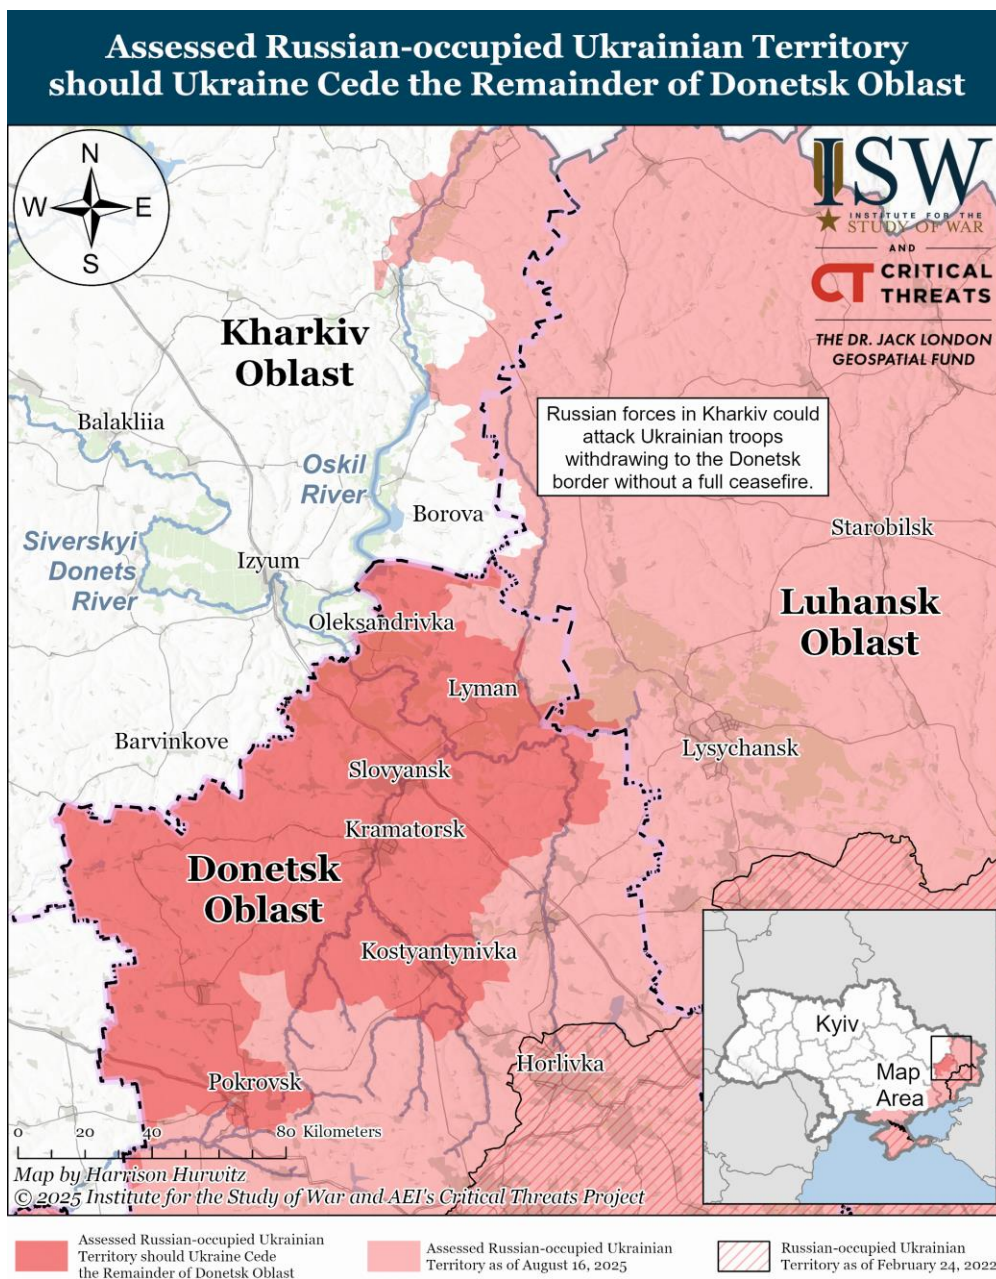 Assessed Russian-occupied Ukrainian Territory
should Ukraine Cede the Remainder of Donetsk Oblast
N
W E
S
ISW
INSTITUTE FOR THE
STUDY OF WAR
AND
CT CRITICAL
THREATS
THE DR. JACK LONDON
GEOSPATIAL FUND
Kharkiv
Oblast
Balakliia
Oskil
River
Russian forces in Kharkiv could
attack Ukrainian troops
withdrawing to the Donetsk
border without a full ceasefire.
Borova
Starobilsk
Siverskyi
Donets
River
Izyum
Luhansk
Oblast
Oleksandrivka
Lyman
Barvinkove
Lysychansk
Slovyansk
Kramatorsk
Donetsk
Oblast
Kostyantynivka
Horlivka
Pokrovsk
Kyiv
Map
Area
0 20 40 80 Kilometers
Map by Harrison Hurwitz
© 2025 Institute for the Study of War and AEI's Critical Threats Project
Assessed Russian-occupied Ukrainian
Territory should Ukraine Cede
the Remainder of Donetsk Oblast
Assessed Russian-occupied Ukrainian
Territory as of August 16, 2025
Russian-occupied Ukrainian
Territory as of February 24, 2022